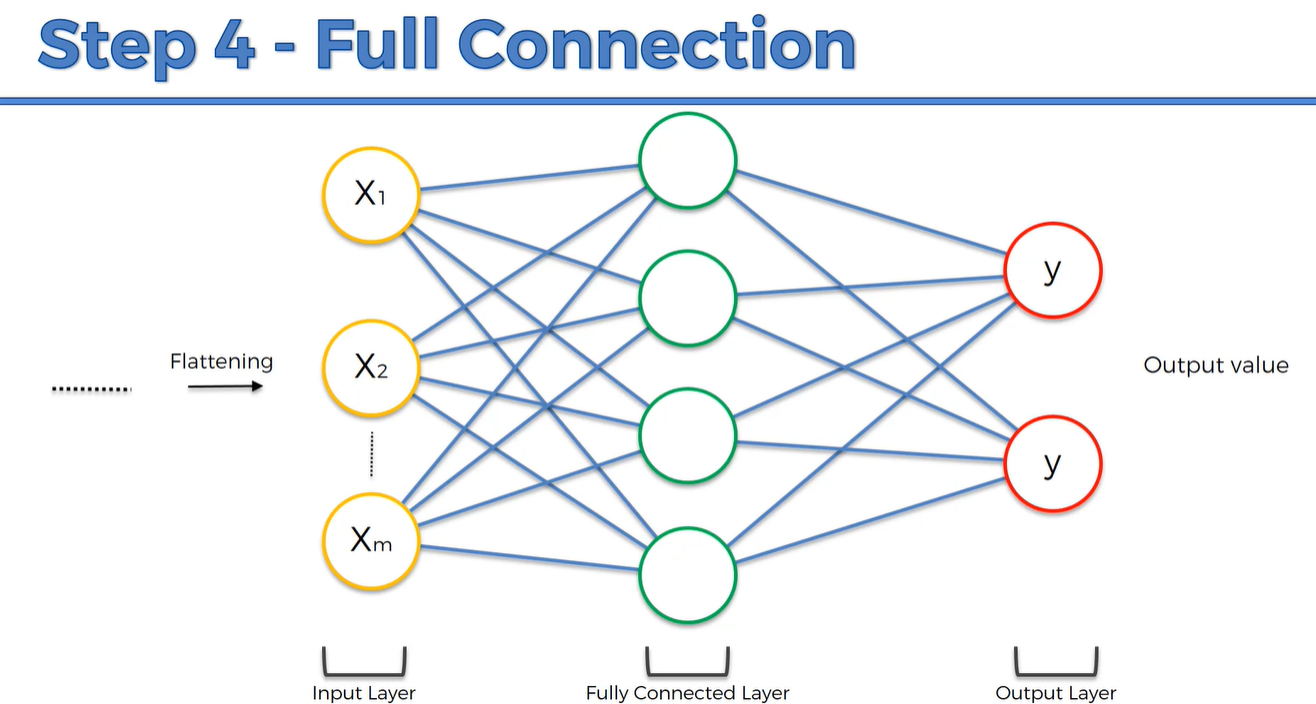 Step 4 - Full Connection
X1
y
X2
Flattening
Output value
y
Xm
Input Layer
Fully Connected Layer
Output Layer